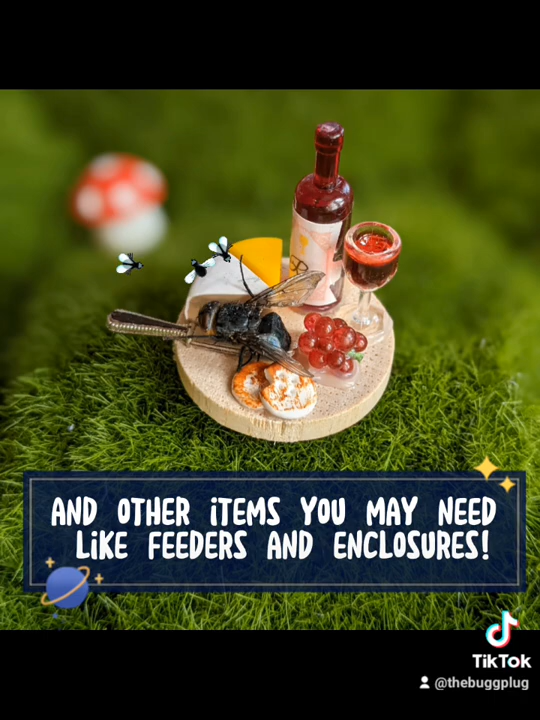 AND OTHER iTEMS YOU MAY NEED
LiKE FEEDERS AND ENCLOSURES!
TikTok
@thebuggplug